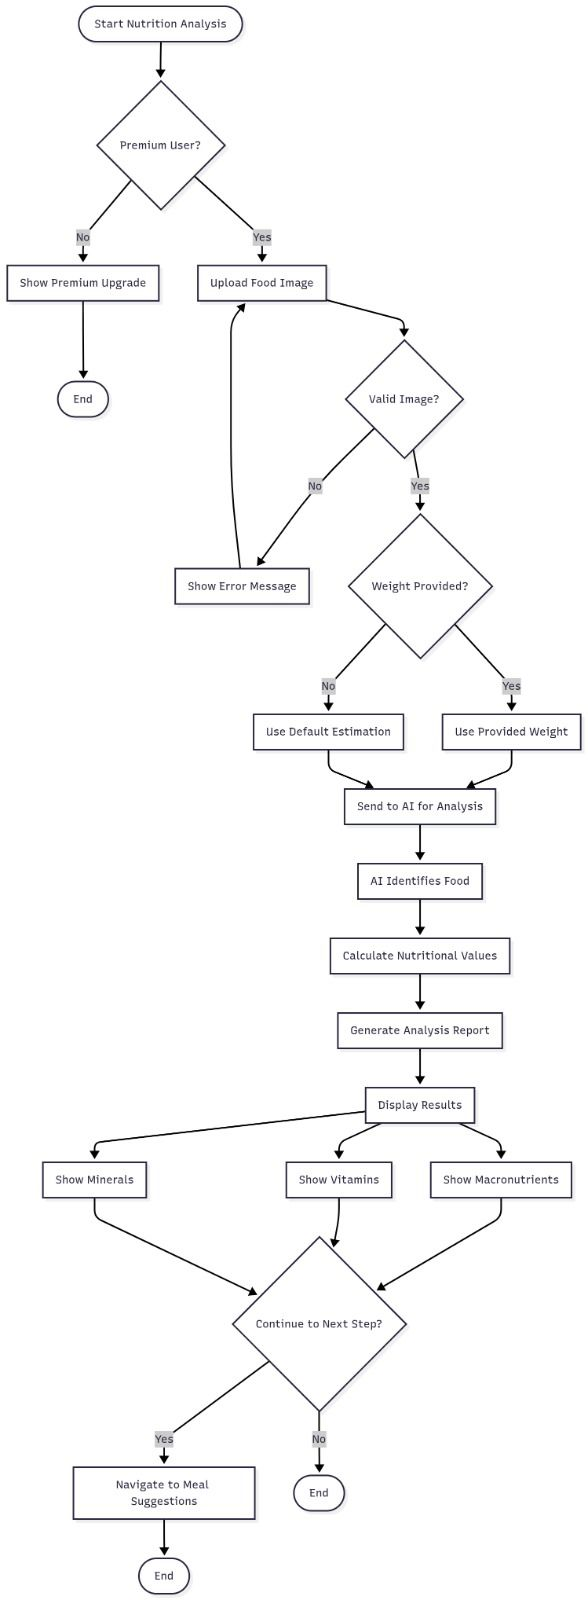 Start Nutrition Analysis
Premium User?
No
Yes
Show Premium Upgrade
Upload Food Image
End
Valid Image?
No
Yes
Show Error Message
Weight Provided?
No
Yes
Use Default Estimation
Use Provided Weight
Send to AI for Analysis
AI Identifies Food
Calculate Nutritional Values
Generate Analysis Report
Display Results
Show Minerals
Show Vitamins
Show Macronutrients
Continue to Next Step?
Yes
No
Navigate to Meal
Suggestions
End
End